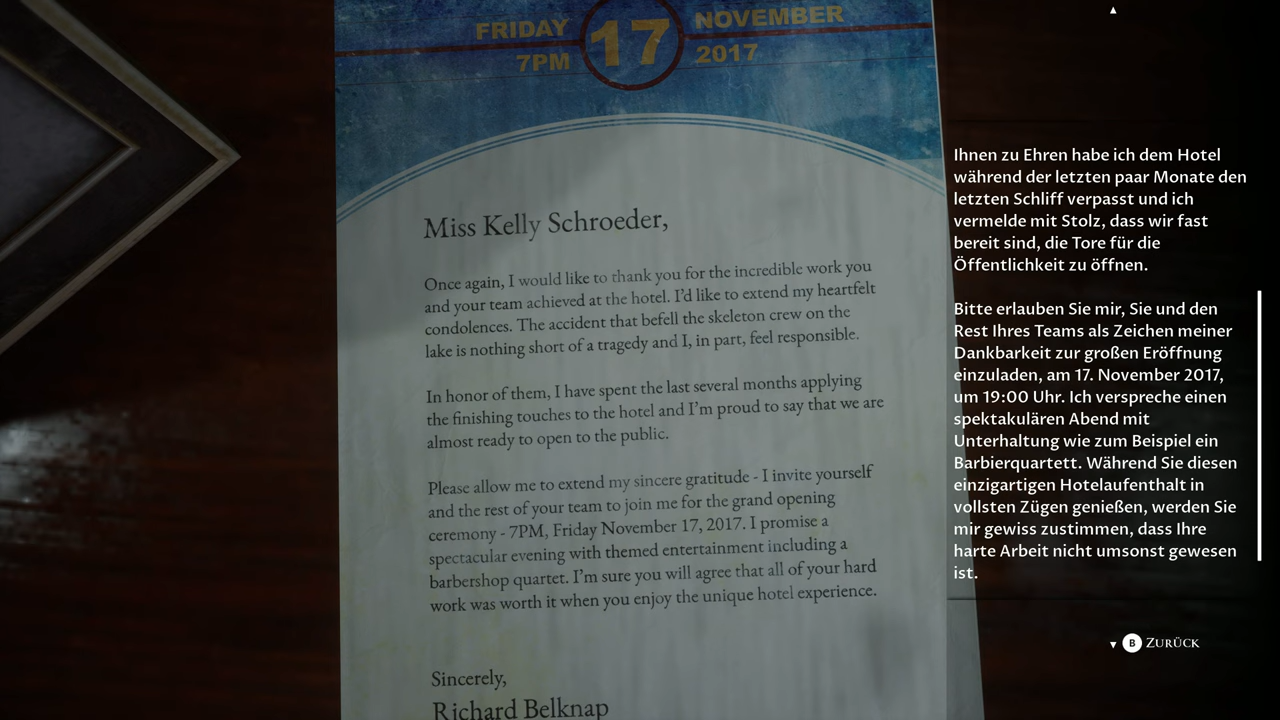 FRIDAY 17 NOVEMBER
7PM 2017
Miss Kelly Schroeder,
Once again, I would like to thank you for the incredible work you
and your team achieved at the hotel. I'd like to extend my heartfelt
condolences. The accident that befell the skeleton crew on the
lake is nothing short of a tragedy and I, in part, feel responsible.
In honor of them, I have spent the last several months applying
the finishing touches to the hotel and I'm proud to say that we are
almost ready to open to the public.
Please allow me to extend my sincere gratitude - I invite yourself
and the rest of your team to join me for the grand opening
ceremony - 7PM, Friday November 17, 2017. I promise a
spectacular evening with themed entertainment including a
barbershop quartet. I'm sure you will agree that all of your hard
work was worth it when you enjoy the unique hotel experience.
Sincerely,
Richard Belknap
Ihnen zu Ehren habe ich dem Hotel
während der letzten paar Monate den
letzten Schliff verpasst und ich
vermelde mit Stolz, dass wir fast
bereit sind, die Tore für die
Öffentlichkeit zu öffnen.
Bitte erlauben Sie mir, Sie und den
Rest Ihres Teams als Zeichen meiner
Dankbarkeit zur großen Eröffnung
einzuladen, am 17. November 2017,
um 19:00 Uhr. Ich verspreche einen
spektakulären Abend mit
Unterhaltung wie zum Beispiel ein
Barbierquartett. Während Sie diesen
einzigartigen Hotelaufenthalt in
vollsten Zügen genießen, werden Sie
mir gewiss zustimmen, dass Ihre
harte Arbeit nicht umsonst gewesen
ist.
B ZURÜCK